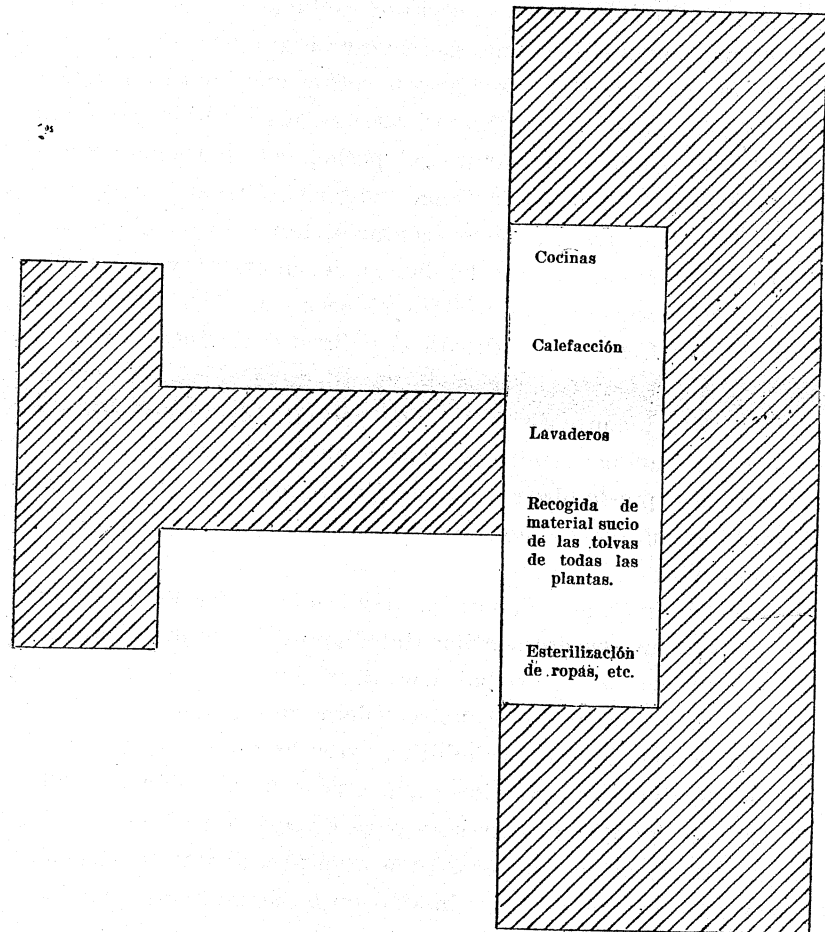 Cocinas
Calefacción
Lavaderos
Recogida de
material sucio
de las tolvas
de todas las
plantas.
Esterilización
de ropas, etc.